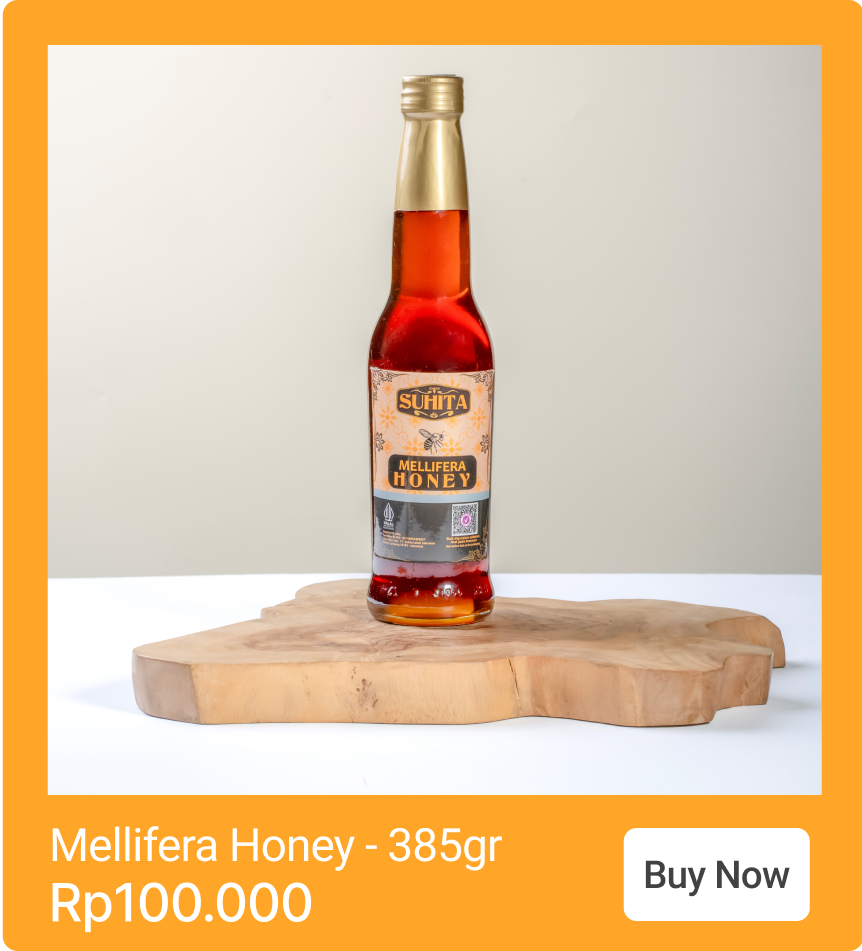 SUHITA
MELLIFERA
HONEY
Mellifera Honey - 385gr
Rp100.000
Buy Now